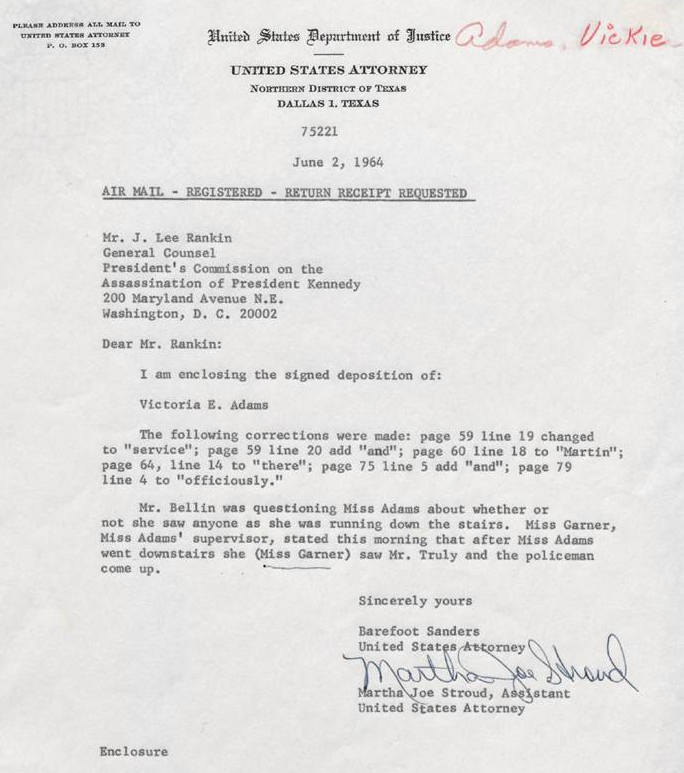 PLEASE ADDRESS ALL MAIL TO
UNITED STATES ATTORNEY
P. O. BOX 153
United States Department of Justice
Adams, Vickie
UNITED STATES ATTORNEY
NORTHERN DISTRICT OF TEXAS
DALLAS 1, TEXAS
75221
June 2, 1964
AIR MAIL - REGISTERED - RETURN RECEIPT REQUESTED
Mr. J. Lee Rankin
General Counsel
President's Commission on the
Assassination of President Kennedy
200 Maryland Avenue N.E.
Washington, D. C. 20002
Dear Mr. Rankin:
I am enclosing the signed deposition of:
Victoria E. Adams
The following corrections were made: page 59 line 19 changed
to "service"; page 59 line 20 add "and"; page 60 line 18 to "Martin";
page 64, line 14 to "there"; page 75 line 5 add "and"; page 79
line 4 to "officiously."
Mr. Bellin was questioning Miss Adams about whether or
not she saw anyone as she was running down the stairs. Miss Garner,
Miss Adams' supervisor, stated this morning that after Miss Adams
went downstairs she (Miss Garner) saw Mr. Truly and the policeman
come up.
Sincerely yours
Barefoot Sanders
United States Attorney
Martha Joe Stroud
Martha Joe Stroud, Assistant
United States Attorney
Enclosure